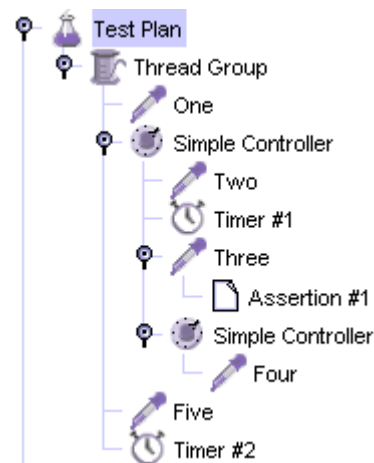 Test Plan
Thread Group
One
Simple Controller
Two
Timer #1
Three
Assertion #1
Simple Controller
Four
Five
Timer #2